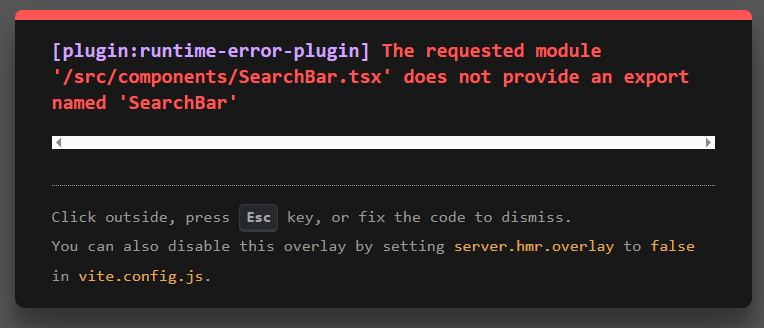 [plugin:runtime-error-plugin] The requested module
'/src/components/SearchBar.tsx' does not provide an export
named 'SearchBar'
Click outside, press Esc key, or fix the code to dismiss.
You can also disable this overlay by setting server.hmr.overlay to false
in vite.config.js.